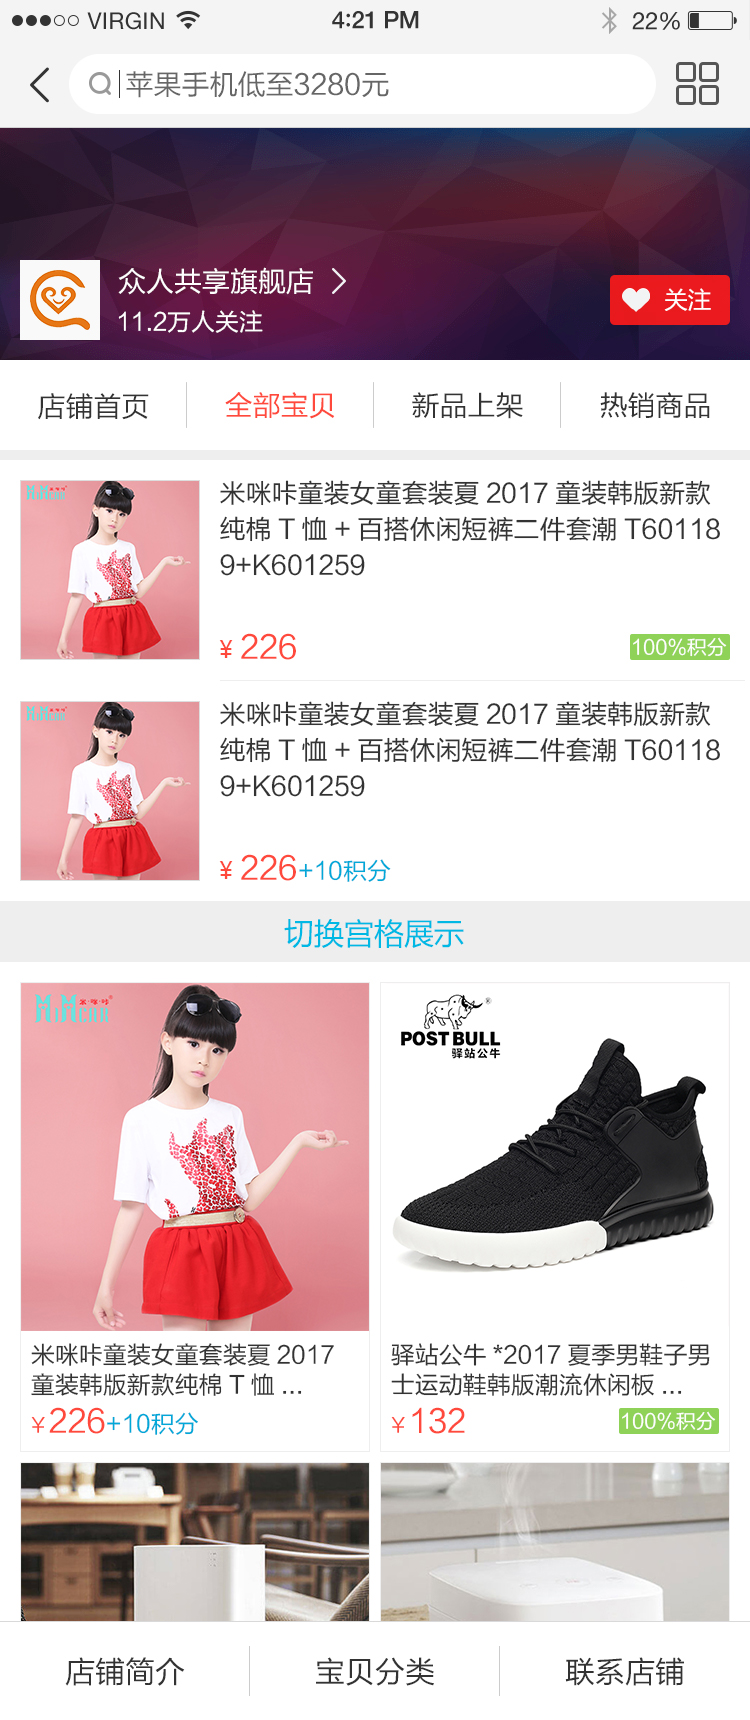 VIRGIN
4:21 PM
22%
苹果手机低至3280元
众人共享旗舰店
11.2万人关注
关注
店铺首页
全部宝贝
新品上架
热销商品
米咪咔童装女童套装夏 2017 童装韩版新款
纯棉 T 恤 + 百搭休闲短裤二件套潮 T60118
9+K601259
¥ 226
100%积分
米咪咔童装女童套装夏 2017 童装韩版新款
纯棉 T 恤 + 百搭休闲短裤二件套潮 T60118
9+K601259
¥ 226+10积分
切换宫格展示
POST BULL
驿站公牛
米咪咔童装女童套装夏 2017
童装韩版新款纯棉 T 恤 ...
¥226+10积分
驿站公牛 *2017 夏季男鞋子男
士运动鞋韩版潮流休闲板 ...
¥132
100%积分
店铺简介
宝贝分类
联系店铺